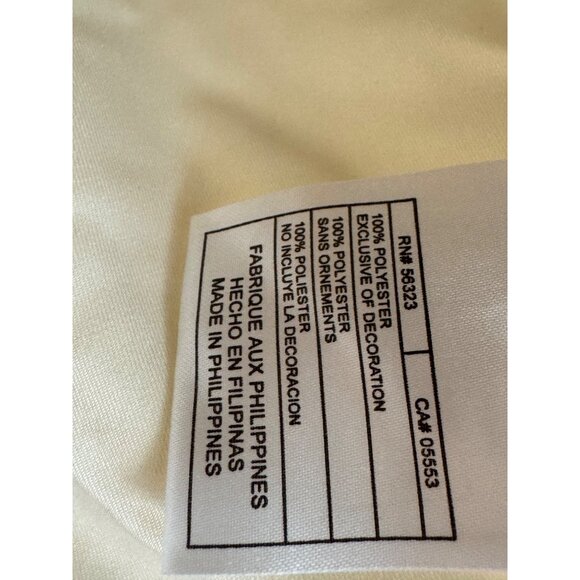 RN# 56323
CA# 05553
100% POLYESTER
EXCLUSIVE OF DECORATION
100% POLYESTER
SANS ORNEMENTS
100% POLIESTER
NO INCLUYE LA DECORACION
FABRIQUE AUX PHILIPPINES
HECHO EN FILIPINAS
MADE IN PHILIPPINES